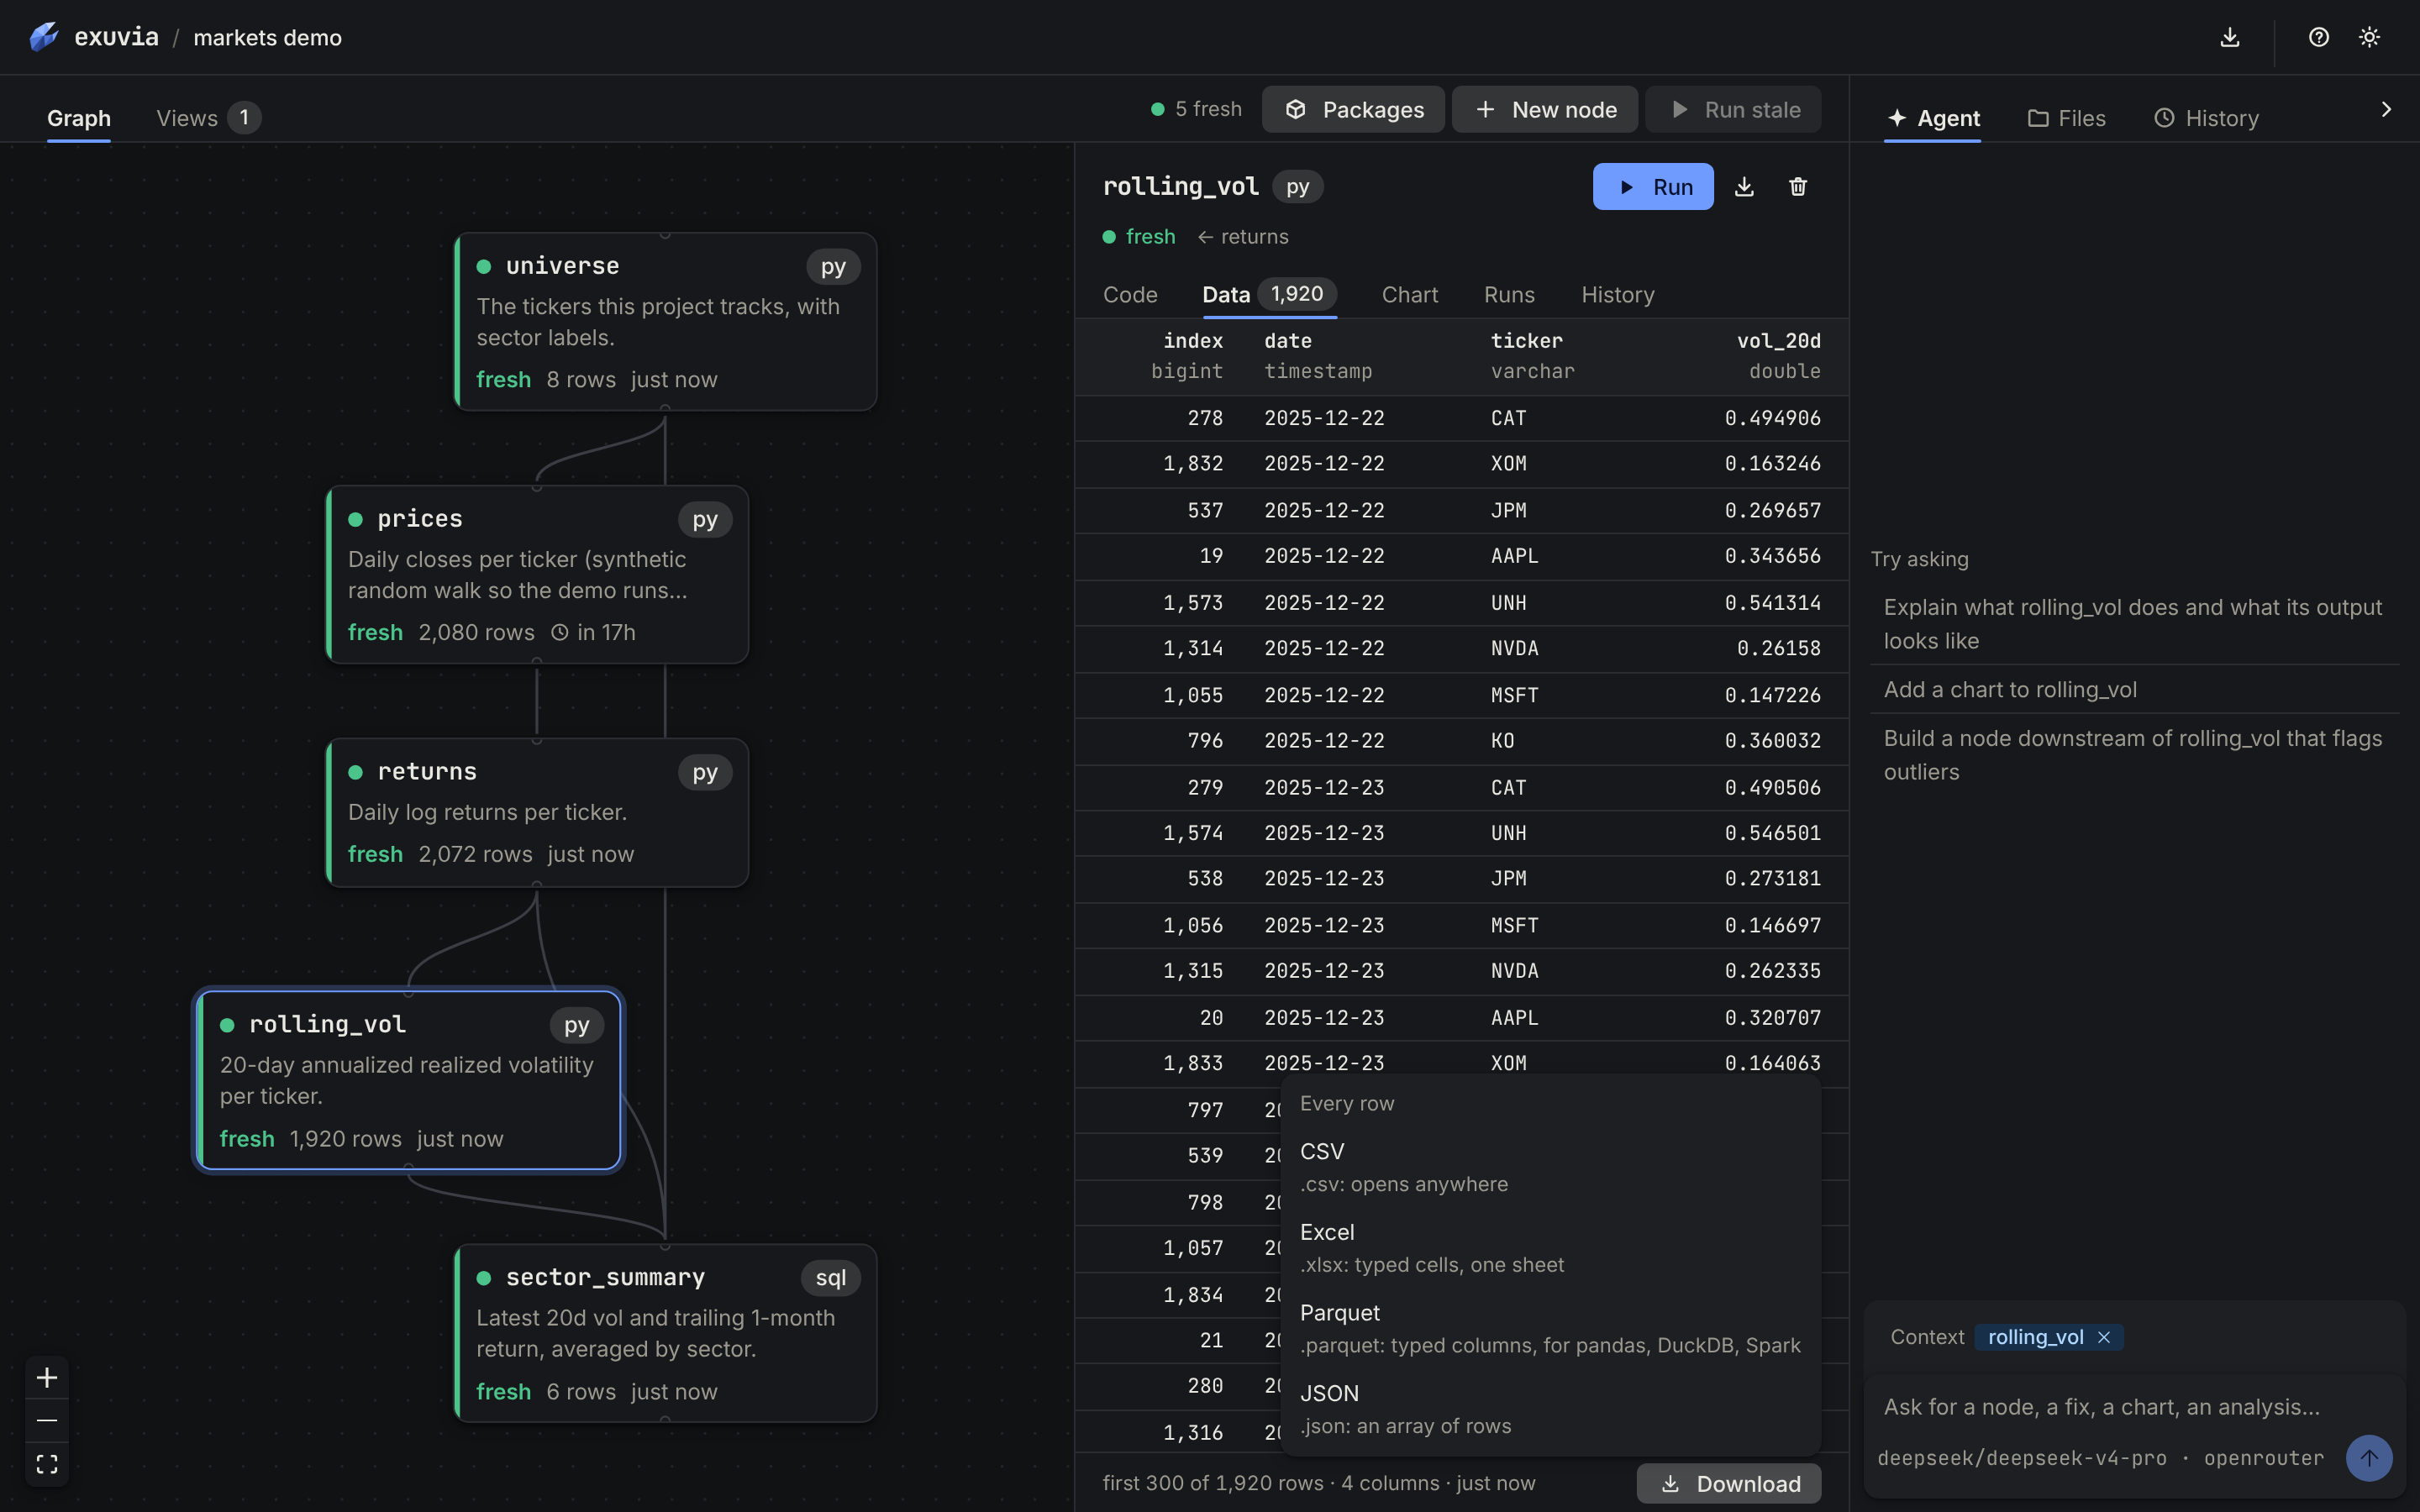 exuvia / markets demo
Graph
Views 1
5 fresh
Packages
New node
Run stale
Agent
Files
History
universe py
The tickers this project tracks, with
sector labels.
fresh 8 rows just now
prices py
Daily closes per ticker (synthetic
random walk so the demo runs...
fresh 2,080 rows in 17h
returns py
Daily log returns per ticker.
fresh 2,072 rows just now
rolling_vol py
20-day annualized realized volatility
per ticker.
fresh 1,920 rows just now
sector_summary sql
Latest 20d vol and trailing 1-month
return, averaged by sector.
fresh 6 rows just now
rolling_vol py
Run
fresh ← returns
Code Data 1,920 Chart Runs History
index date ticker vol_20d
bigint timestamp varchar double
278 2025-12-22 CAT 0.494906
1,832 2025-12-22 XOM 0.163246
537 2025-12-22 JPM 0.269657
19 2025-12-22 AAPL 0.343656
1,573 2025-12-22 UNH 0.541314
1,314 2025-12-22 NVDA 0.26158
1,055 2025-12-22 MSFT 0.147226
796 2025-12-22 KO 0.360032
279 2025-12-23 CAT 0.490506
1,574 2025-12-23 UNH 0.546501
538 2025-12-23 JPM 0.273181
1,056 2025-12-23 MSFT 0.146697
1,315 2025-12-23 NVDA 0.262335
20 2025-12-23 AAPL 0.320707
1,833 2025-12-23 XOM 0.164063
797 20
539 20
798 20
1,057 20
1,834 20
21 20
280 20
1,316 20
Every row
CSV
.csv: opens anywhere
Excel
.xlsx: typed cells, one sheet
Parquet
.parquet: typed columns, for pandas, DuckDB, Spark
JSON
.json: an array of rows
first 300 of 1,920 rows · 4 columns · just now
Download
Try asking
Explain what rolling_vol does and what its output
looks like
Add a chart to rolling_vol
Build a node downstream of rolling_vol that flags
outliers
Context rolling_vol
Ask for a node, a fix, a chart, an analysis...
deepseek/deepseek-v4-pro · openrouter